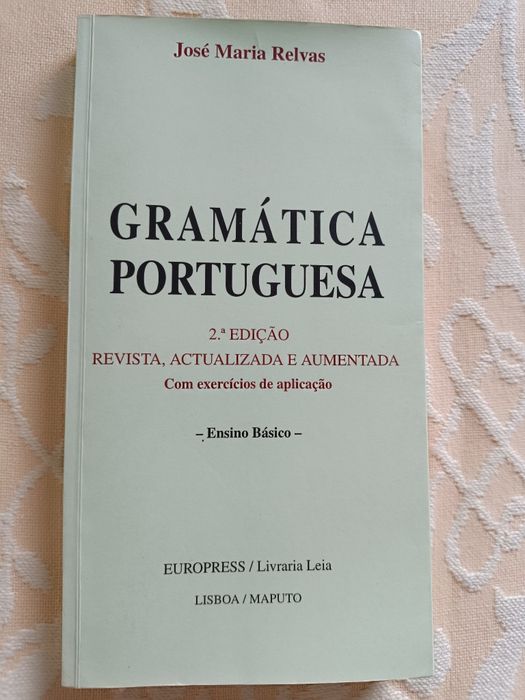 José Maria Relvas
GRAMÁTICA
PORTUGUESA
2.ª EDIÇÃO
REVISTA, ACTUALIZADA E AUMENTADA
Com exercícios de aplicação
– Ensino Básico –
EUROPRESS / Livraria Leia
LISBOA / MAPUTO